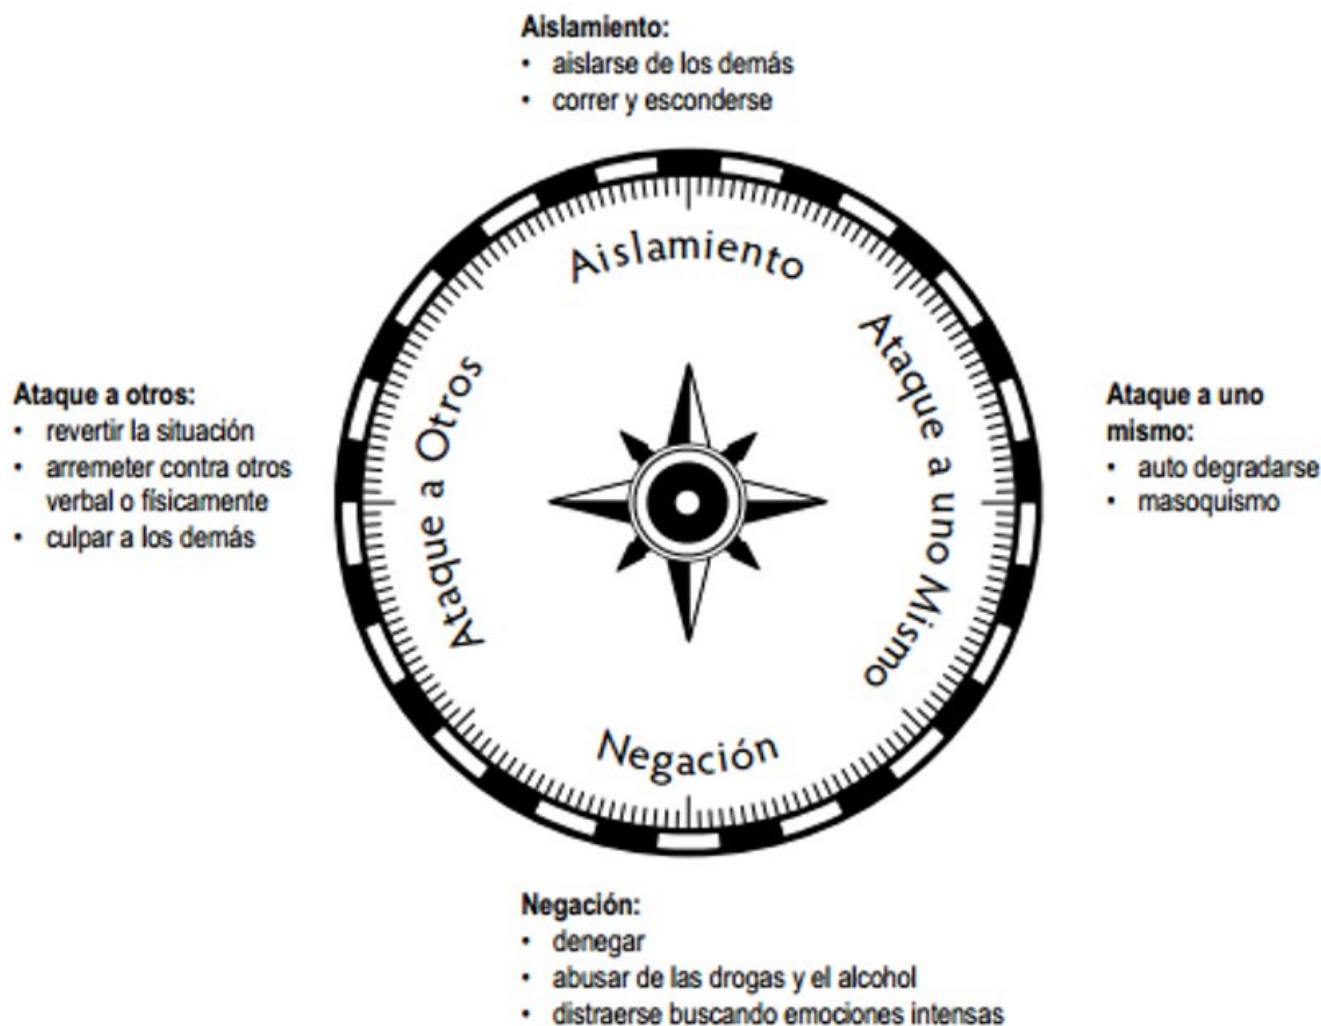 Aislamiento:
• aislarse de los demás
• correr y esconderse
Aislamiento
Ataque a otros:
• revertir la situación
• arremeter contra otros
verbal o físicamente
• culpar a los demás
Ataque a Otros
Ataque a uno Mismo
Ataque a uno
mismo:
• auto degradarse
• masoquismo
Negación
Negación:
• denegar
• abusar de las drogas y el alcohol
• distraerse buscando emociones intensas